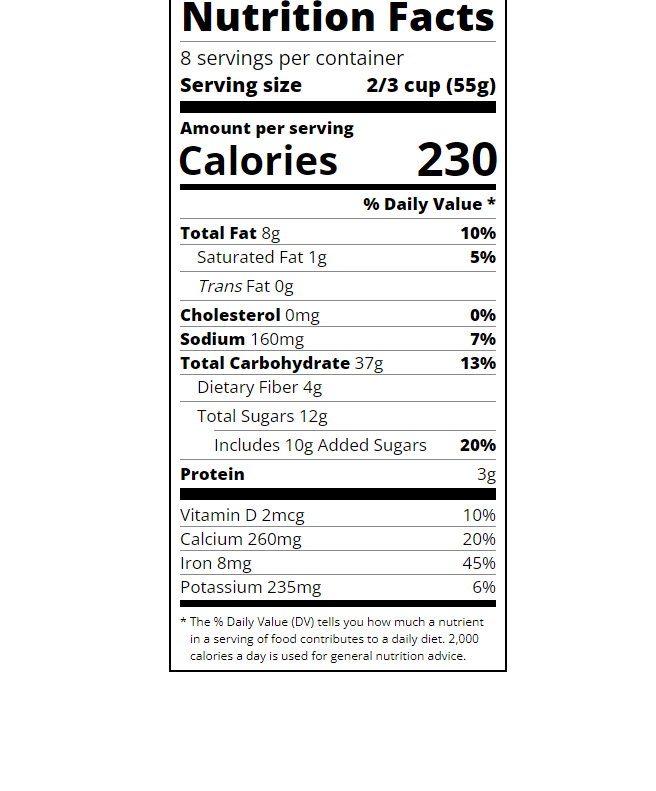 Nutrition Facts
8 servings per container
Serving size 2/3 cup (55g)
Amount per serving
Calories 230
% Daily Value *
Total Fat 8g 10%
Saturated Fat 1g 5%
Trans Fat 0g
Cholesterol 0mg 0%
Sodium 160mg 7%
Total Carbohydrate 37g 13%
Dietary Fiber 4g
Total Sugars 12g
Includes 10g Added Sugars 20%
Protein 3g
Vitamin D 2mcg 10%
Calcium 260mg 20%
Iron 8mg 45%
Potassium 235mg 6%
* The % Daily Value (DV) tells you how much a nutrient
in a serving of food contributes to a daily diet. 2,000
calories a day is used for general nutrition advice.